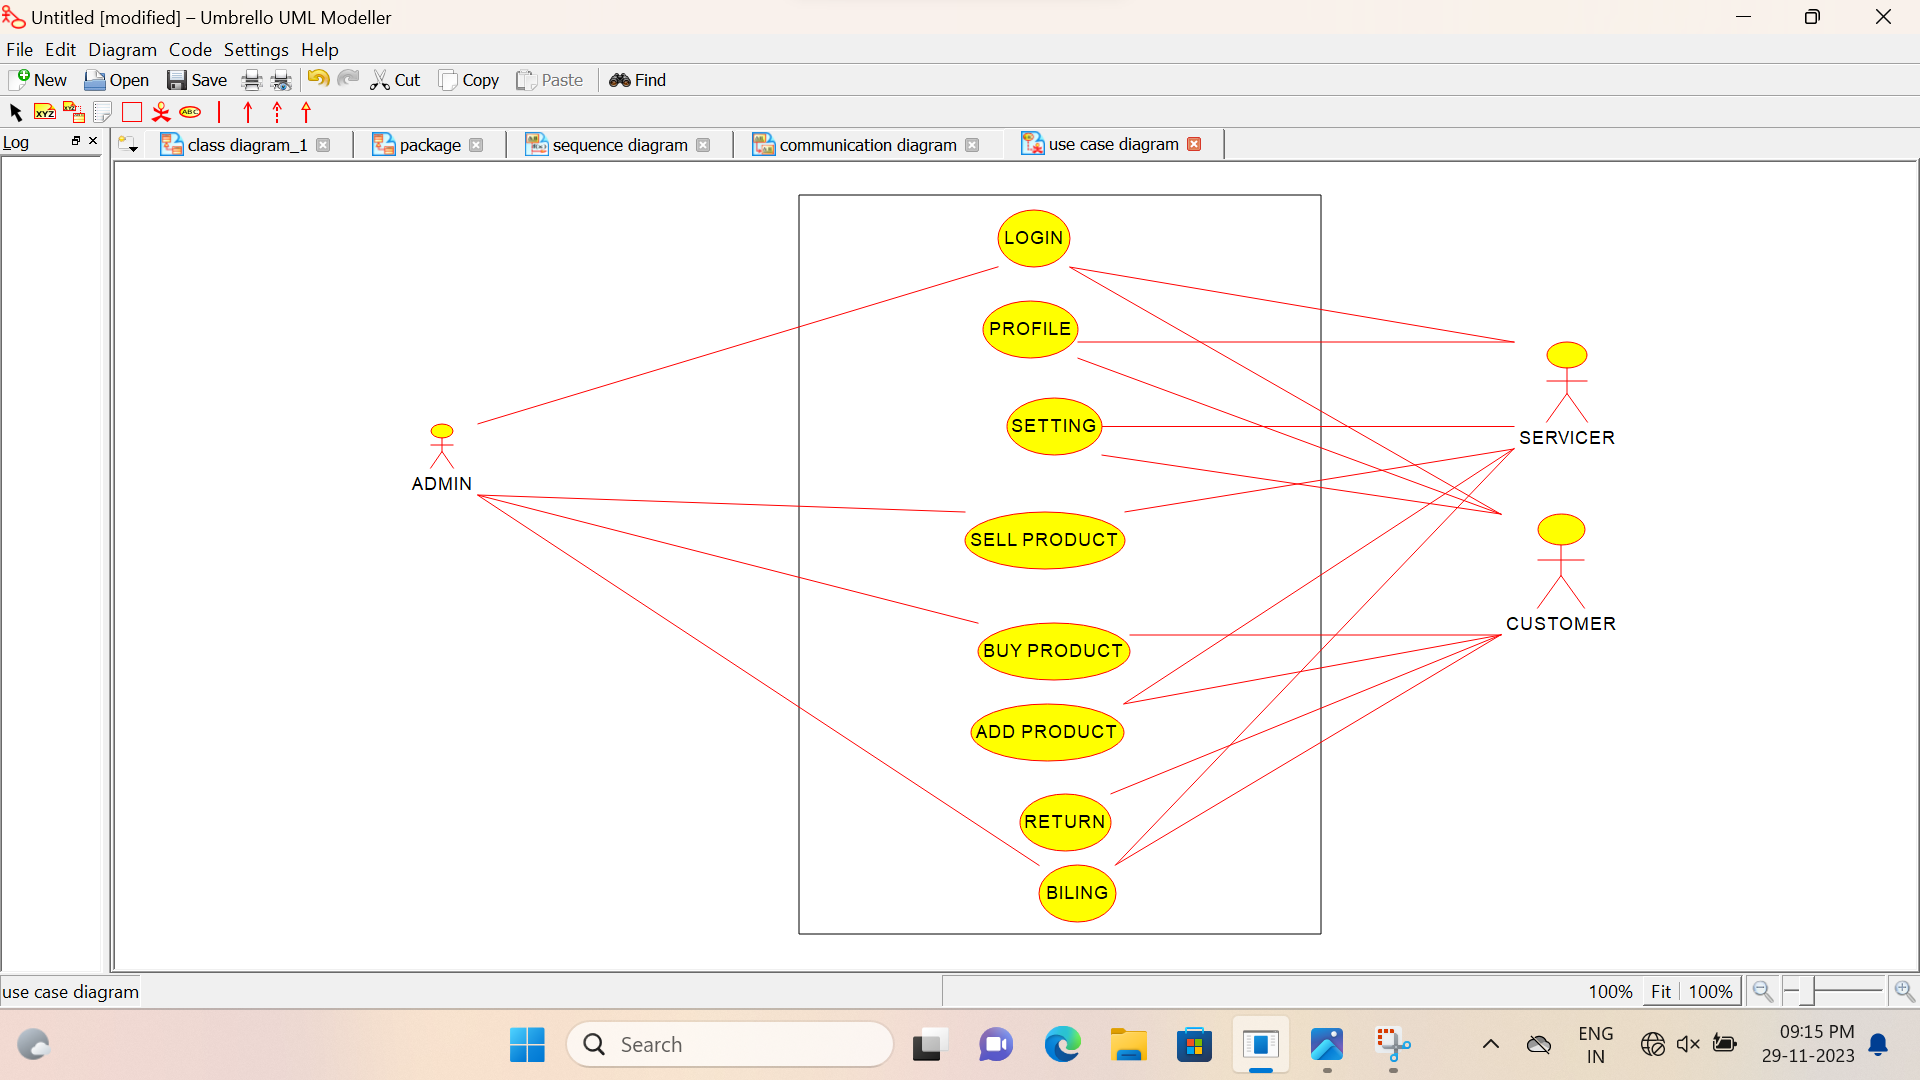 Untitled [modified] – Umbrello UML Modeller
File Edit Diagram Code Settings Help
New Open Save Cut Copy Paste Find
XYZ XYZ ABC
Log class diagram_1 package sequence diagram communication diagram use case diagram
LOGIN
PROFILE
SETTING
SERVICER
ADMIN
SELL PRODUCT
CUSTOMER
BUY PRODUCT
ADD PRODUCT
RETURN
BILING
use case diagram 100% Fit 100%
Search
ENG
IN
09:15 PM
29-11-2023